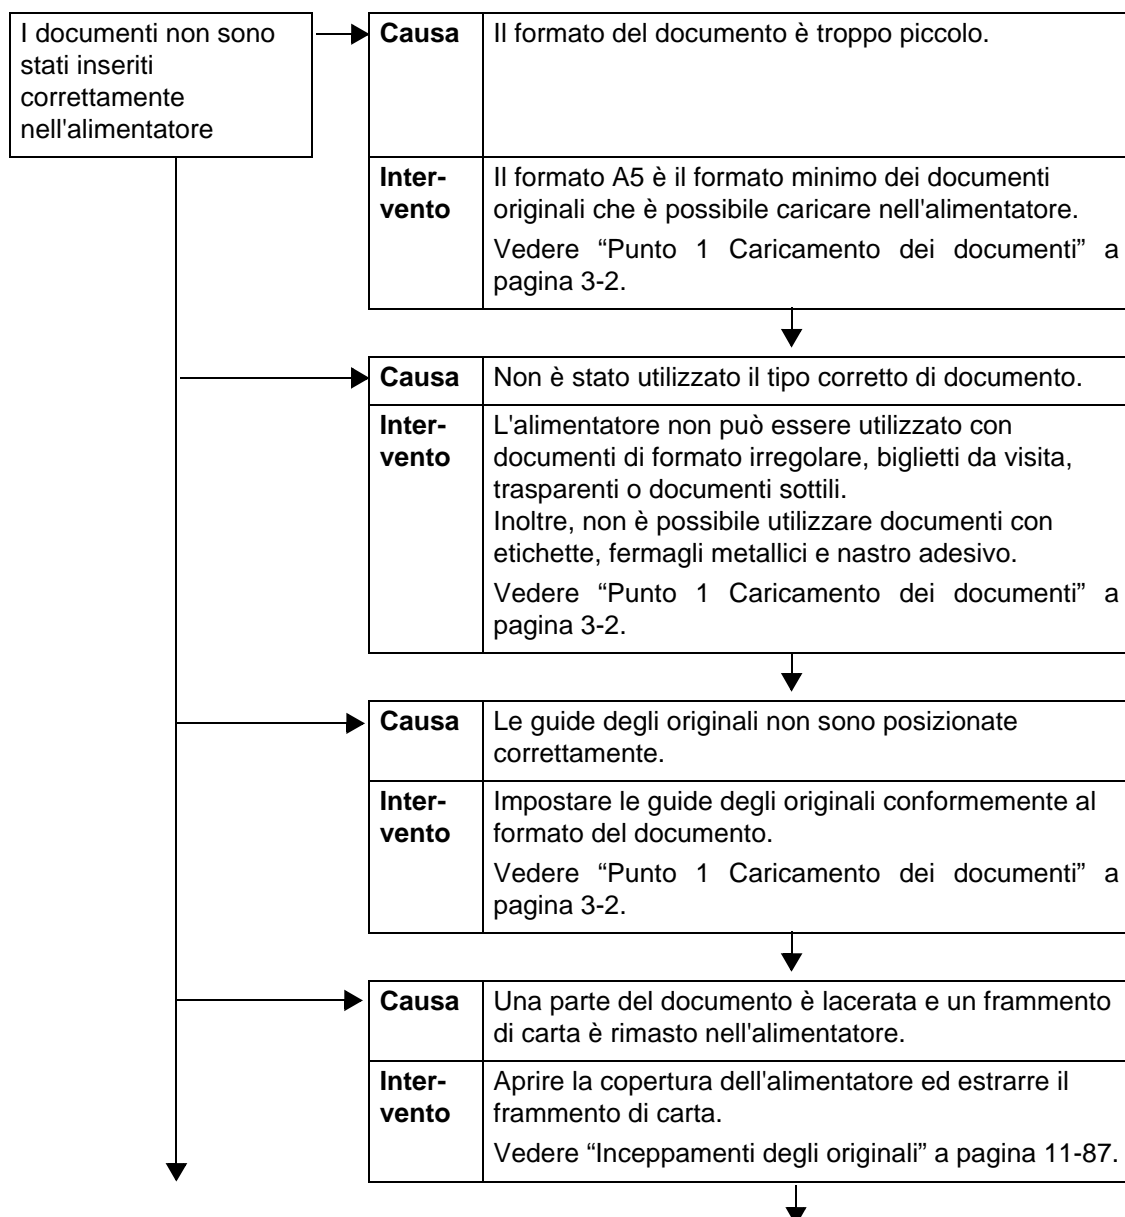 I documenti non sono
stati inseriti
correttamente
nell'alimentatore
Causa
Il formato del documento è troppo piccolo.
Inter-
vento
Il formato A5 è il formato minimo dei documenti
originali che è possibile caricare nell'alimentatore.
Vedere “Punto 1 Caricamento dei documenti” a
pagina 3-2.
Causa
Non è stato utilizzato il tipo corretto di documento.
Inter-
vento
L'alimentatore non può essere utilizzato con
documenti di formato irregolare, biglietti da visita,
trasparenti o documenti sottili.
Inoltre, non è possibile utilizzare documenti con
etichette, fermagli metallici e nastro adesivo.
Vedere “Punto 1 Caricamento dei documenti” a
pagina 3-2.
Causa
Le guide degli originali non sono posizionate
correttamente.
Inter-
vento
Impostare le guide degli originali conformemente al
formato del documento.
Vedere “Punto 1 Caricamento dei documenti” a
pagina 3-2.
Causa
Una parte del documento è lacerata e un frammento
di carta è rimasto nell'alimentatore.
Inter-
vento
Aprire la copertura dell'alimentatore ed estrarre il
frammento di carta.
Vedere “Inceppamenti degli originali” a pagina 11-87.